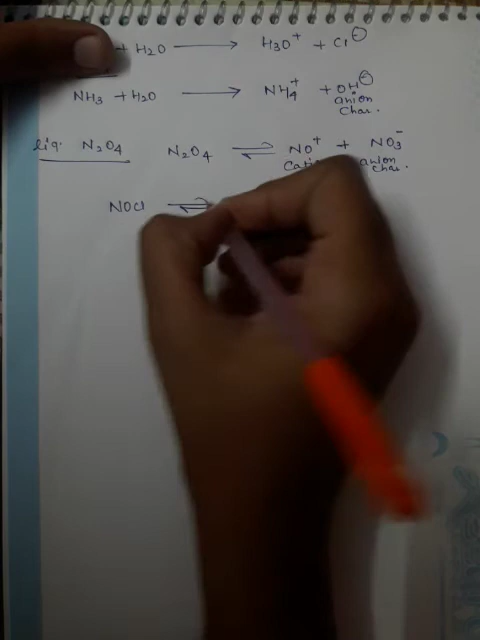 + H2O ⟶ H3O⁺ + Cl⊖
NH3 + H2O ⟶ NH4⁺ + OH⊖
anion
char.
liq. N2O4 N2O4 ⇌ NO⁺ + NO3⁻
anion
char.
NOCl ⇌